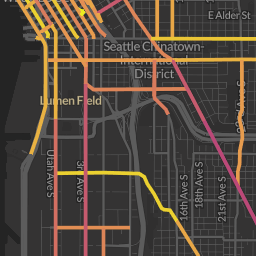 E Alder St
Seattle Chinatown-
International
District
Lumen Field
Utah Ave S
3rd Ave S
16th Ave S
18th Ave S
21st Ave S